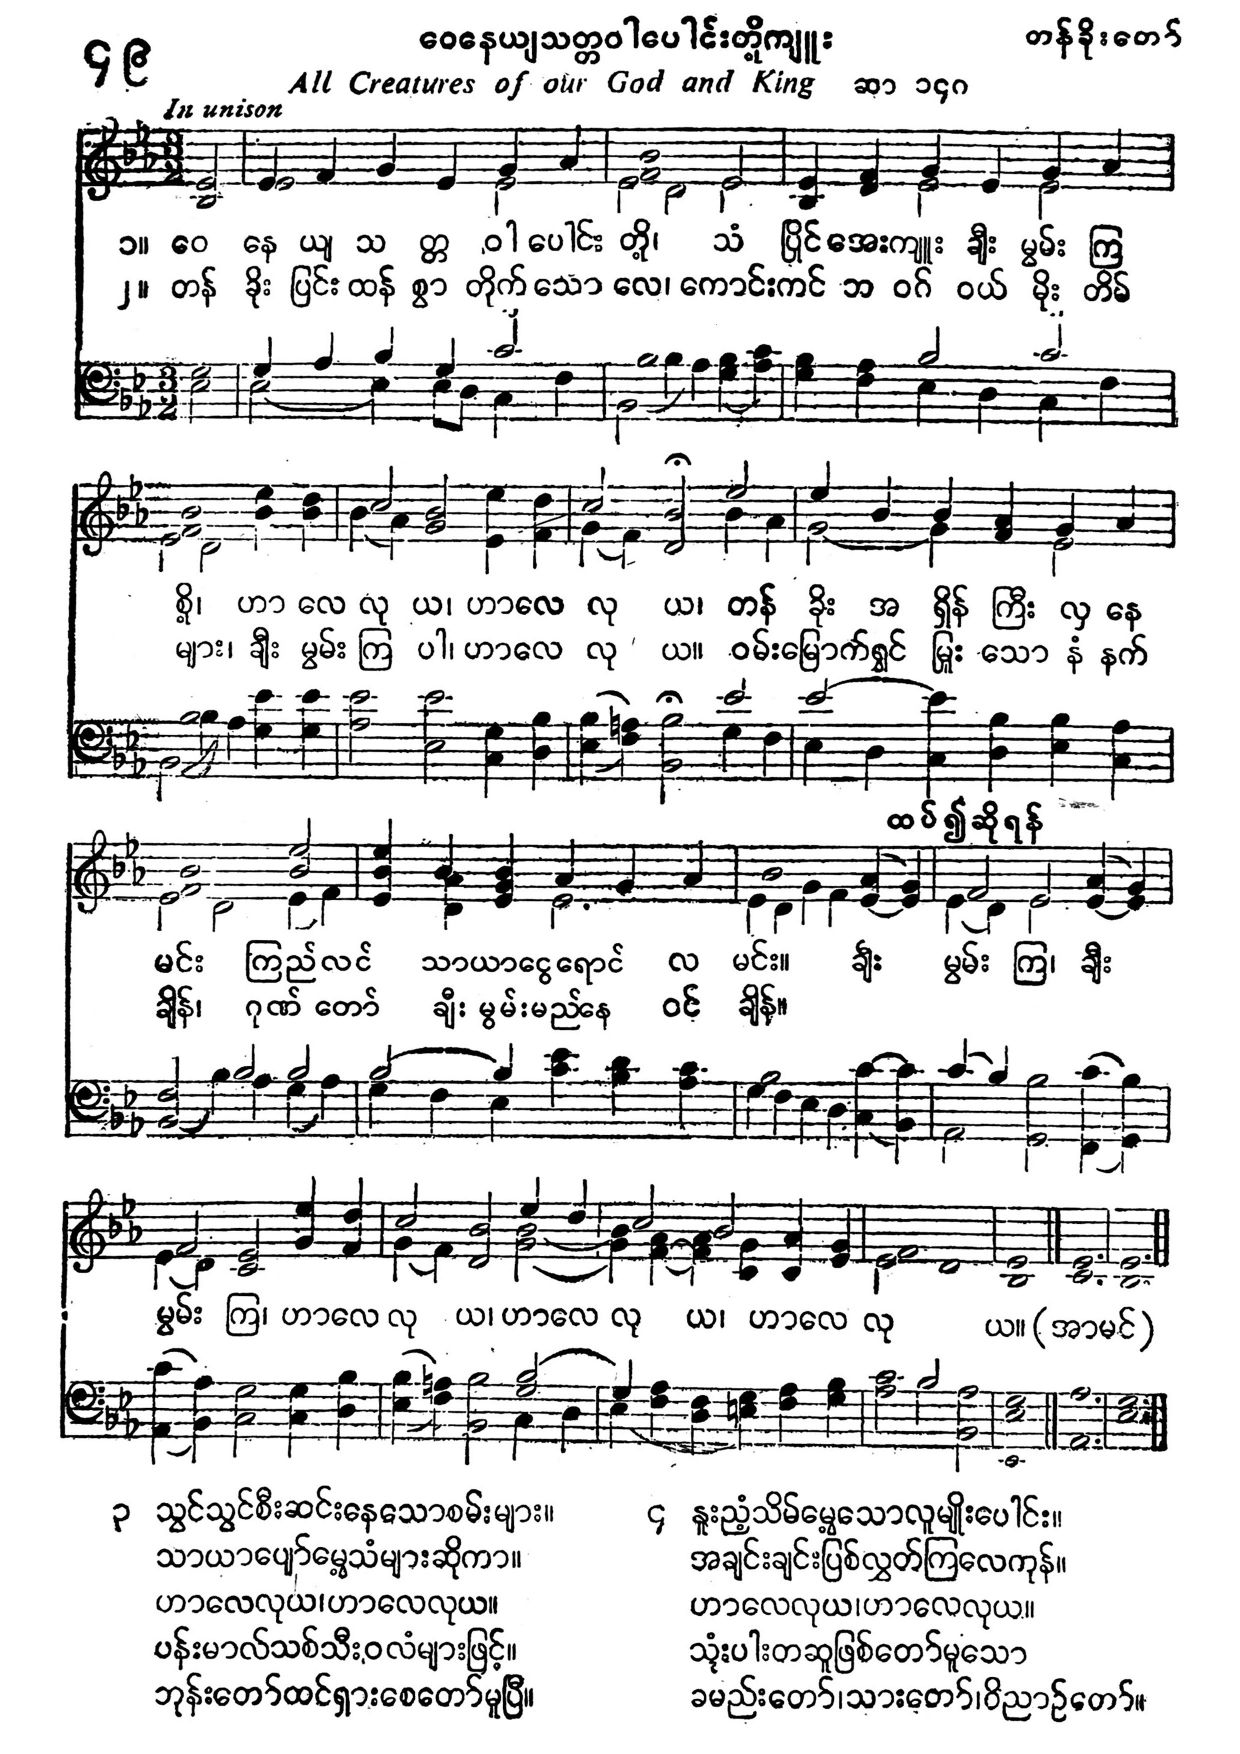 ၄၉
ဝေနေယျသတ္တဝါပေါင်းတို့ကျူး
တန်ခိုးတော်
All Creatures of our God and King ဆာ ၁၄၈
In unison
၁။ ဝေ နေ ယျ သ တ္တ ဝါ ပေါင်း တို့၊ သံ ပြိုင် အေးကျူး ချီး မွမ်း ကြ
၂။ တန် ခိုး ပြင်း ထန် စွာ တိုက် သော လေ၊ ကောင်းကင် ဘ ဝဂ် ဝယ် မိုး တိမ်
စို့၊ ဟာ လေ လု ယ၊ ဟာလေ လု ယ၊ တန် ခိုး အ ရှိန် ကြီး လှ နေ
များ၊ ချီး မွမ်း ကြ ပါ၊ ဟာလေ လု ယ။ ဝမ်းမြောက်ရွှင် မြူး သော နံ နက်
ထပ်၍ဆိုရန်
မင်း ကြည်လင် သာယာငွေရောင် လ မင်း။ ချီး မွမ်း ကြ၊ ချီး
ချိန်၊ ဂုဏ် တော် ချီး မွမ်းမည်နေ ဝင် ချိန်။
မွမ်း ကြ၊ ဟာလေ လု ယ၊ ဟာလေ လု ယ၊ ဟာလေ လု ယ။ (အာမင်)
၃ သွင်သွင်စီးဆင်းနေသောစမ်းများ။
သာယာပျော်မွေ့သံများဆိုကာ။
ဟာလေလုယ၊ဟာလေလုယ။
ပန်းမာလ်သစ်သီးဝလံများဖြင့်။
ဘုန်းတော်ထင်ရှားစေတော်မူပြီ။
၄ နူးညံ့သိမ်မွေ့သောလူမျိုးပေါင်း။
အချင်းချင်းပြစ်လွှတ်ကြလေကုန်။
ဟာလေလုယ၊ဟာလေလုယ။
သုံးပါးတဆူဖြစ်တော်မူသော
ခမည်းတော်၊သားတော်၊ဝိညာဉ်တော်။